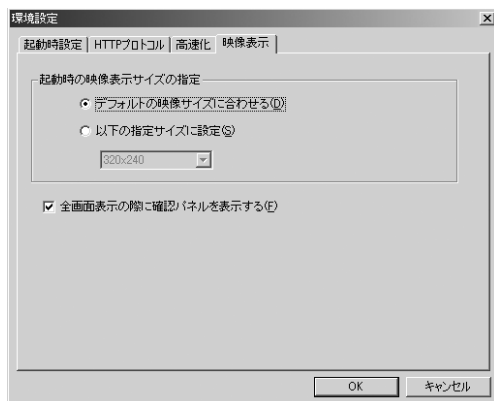 環境設定
起動時設定 HTTPプロトコル 高速化 映像表示
起動時の映像表示サイズの指定
デフォルトの映像サイズに合わせる(D)
以下の指定サイズに設定(S)
320x240
全画面表示の際に確認パネルを表示する(F)
OK キャンセル